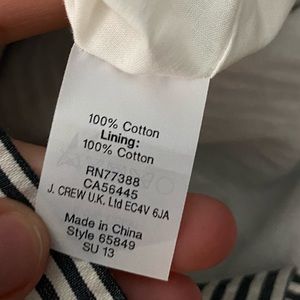 100% Cotton
Lining:
100% Cotton
RN77388
CA56445
J. CREW U.K. Ltd EC4V 6JA
Made in China
Style 65849
SU 13